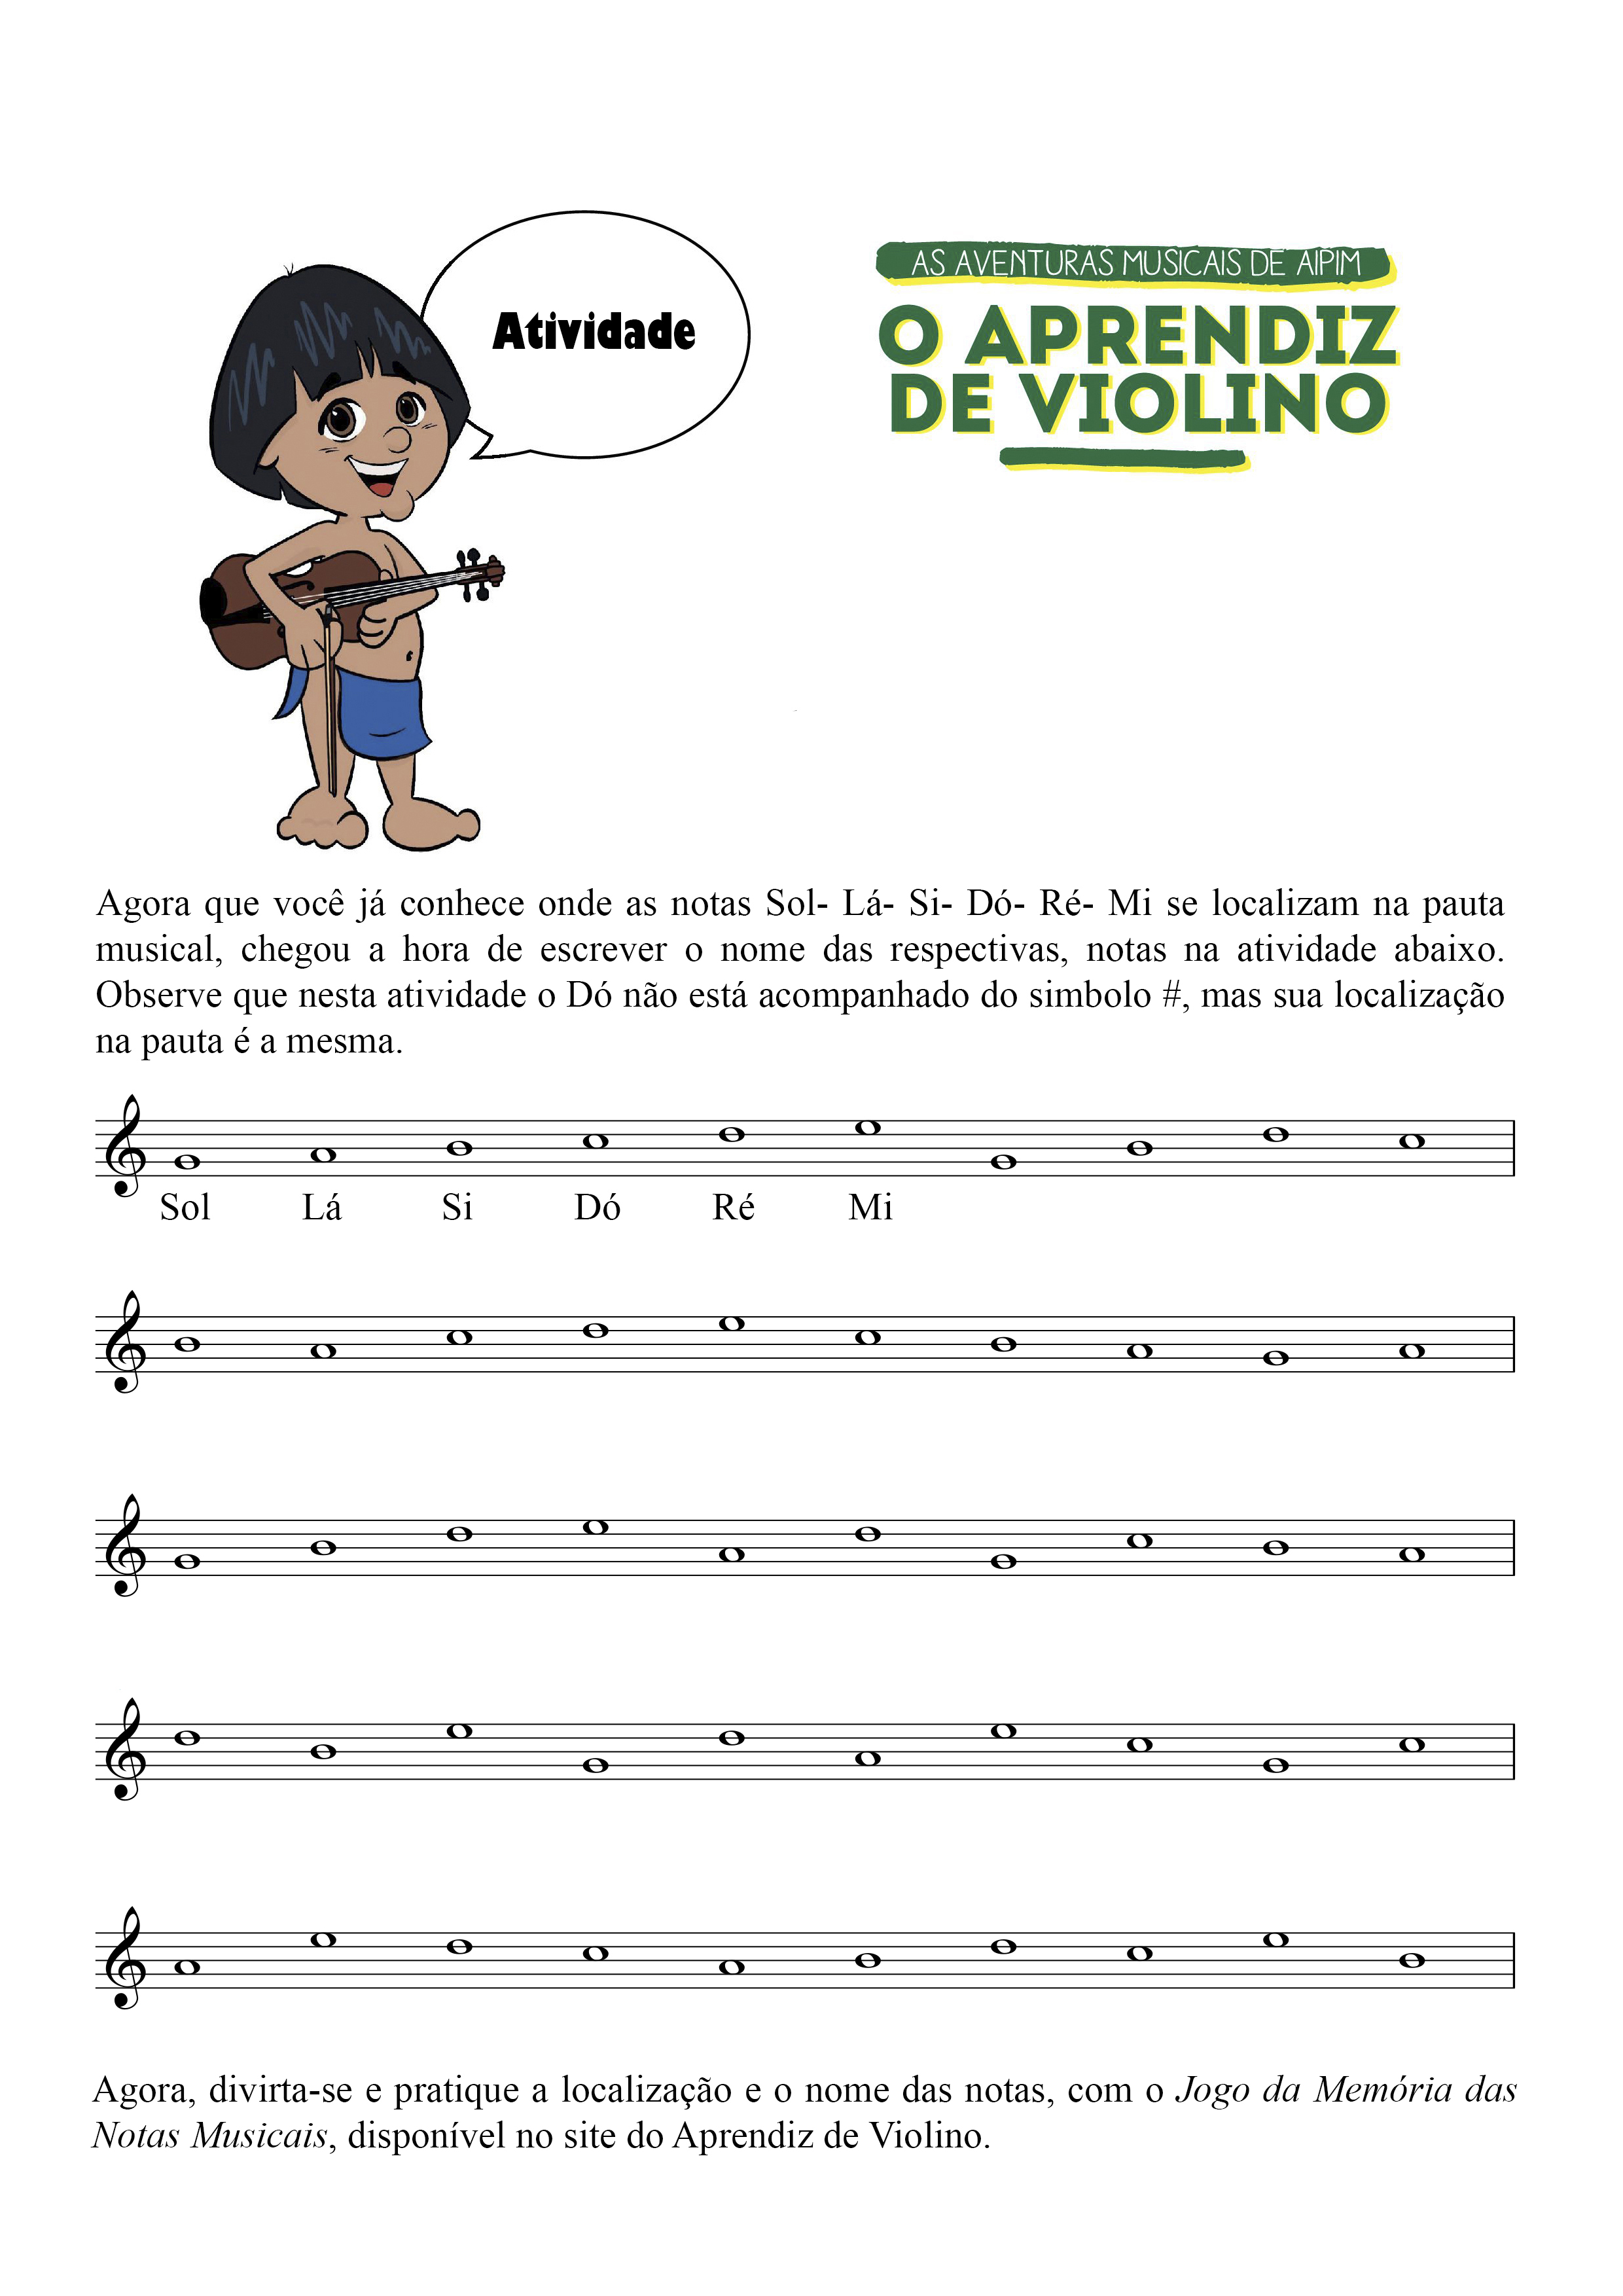 Atividade
AS AVENTURAS MUSICAIS DE AIPIM
O APRENDIZ
DE VIOLINO
Agora que você já conhece onde as notas Sol- Lá- Si- Dó- Ré- Mi se localizam na pauta
musical, chegou a hora de escrever o nome das respectivas, notas na atividade abaixo.
Observe que nesta atividade o Dó não está acompanhado do simbolo #, mas sua localização
na pauta é a mesma.
Sol Lá Si Dó Ré Mi
Agora, divirta-se e pratique a localização e o nome das notas, com o Jogo da Memória das
Notas Musicais, disponível no site do Aprendiz de Violino.